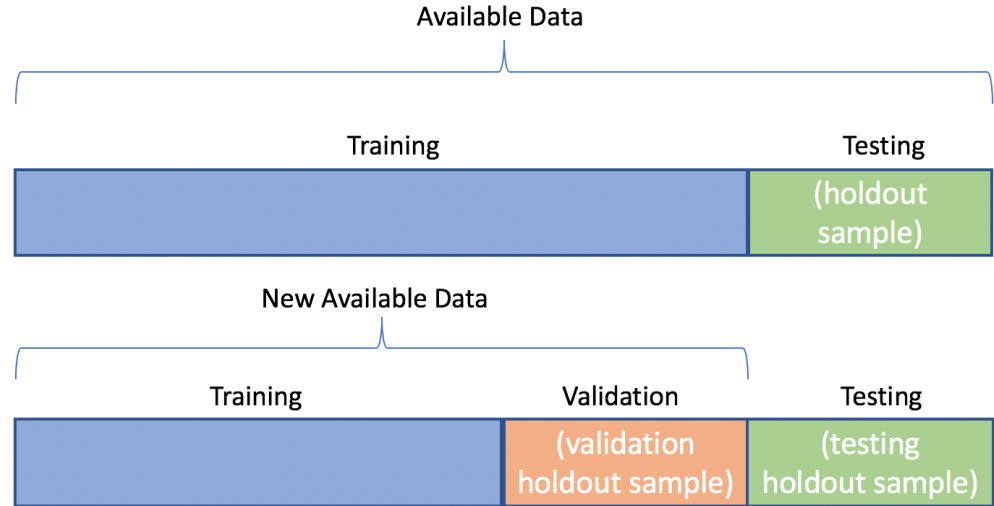 Available Data
Training
Testing
(holdout
sample)
New Available Data
Training
Validation
Testing
(validation
holdout sample)
(testing
holdout sample)